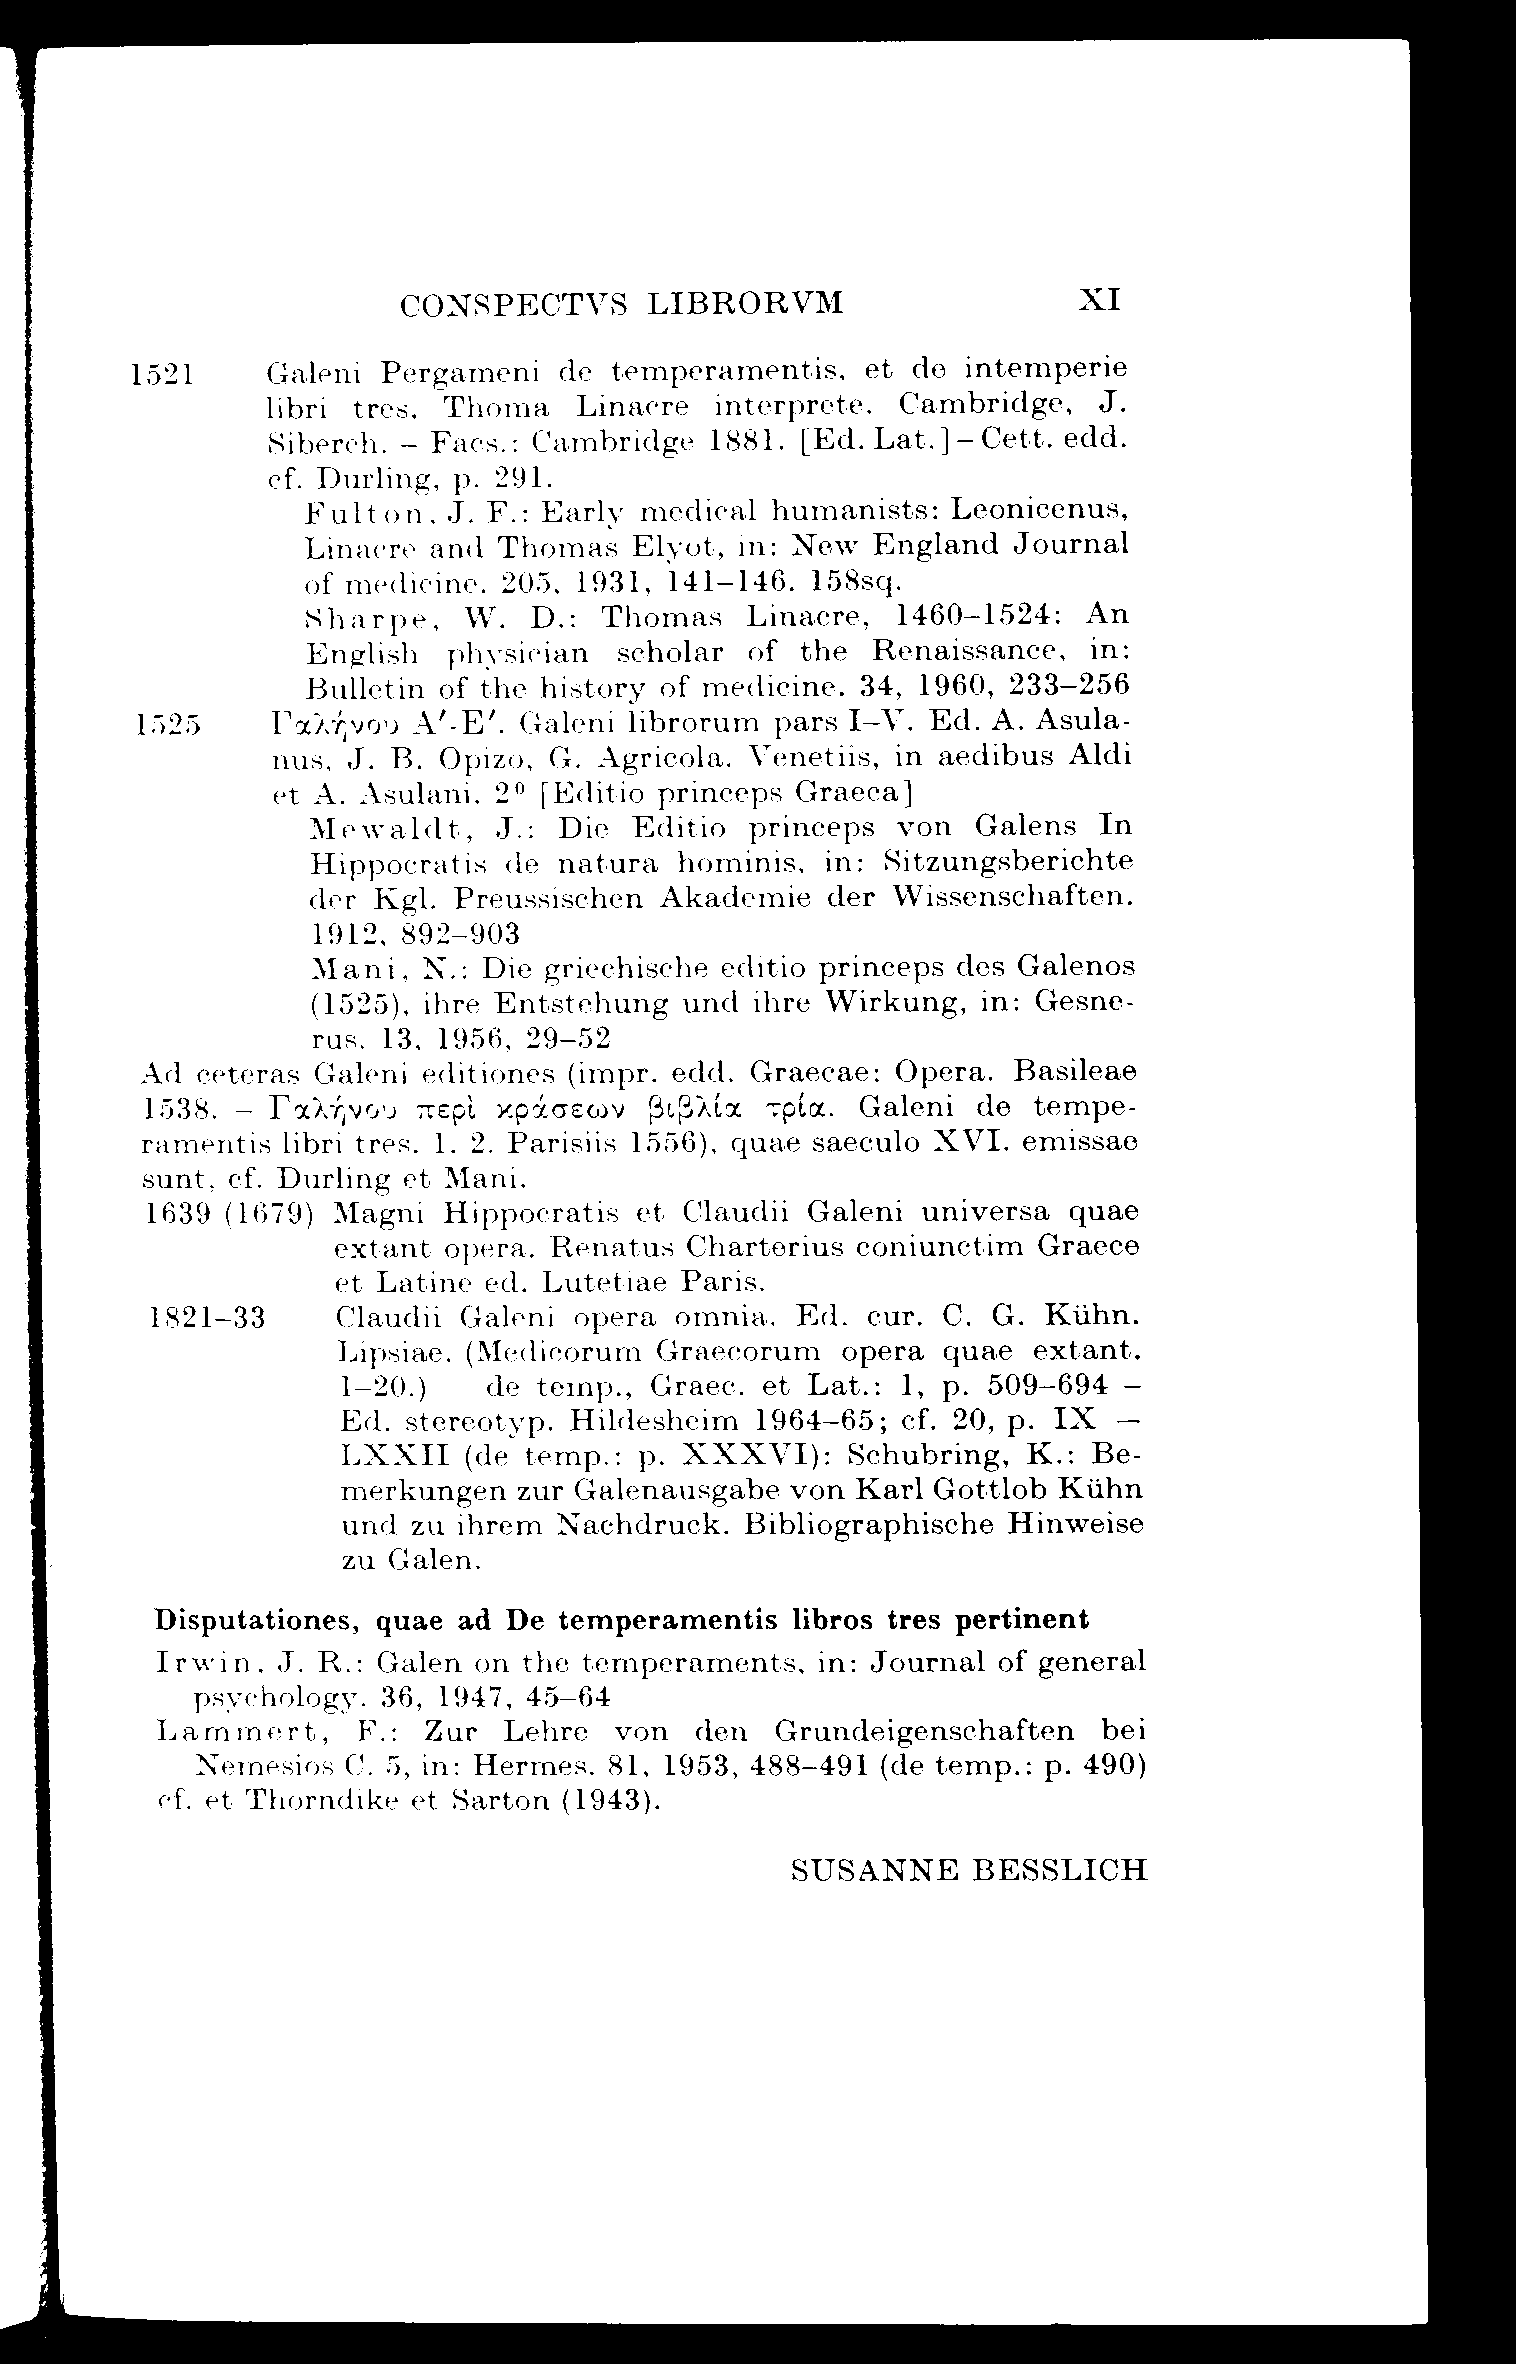 CONSPECTVS LIBRORVM XI
1521 Galeni Pergameni de temperamentis, et de intemperie
libri tres. Thoma Linacre interprete. Cambridge, J.
Siberch. – Facs.: Cambridge 1881. [Ed. Lat.] – Cett. edd.
cf. Durling, p. 291.
Fulton, J. F.: Early medical humanists: Leonicenus,
Linacre and Thomas Elyot, in: New England Journal
of medicine. 205, 1931, 141–146. 158sq.
Sharpe, W. D.: Thomas Linacre, 1460–1524: An
English physician scholar of the Renaissance, in:
Bulletin of the history of medicine. 34, 1960, 233–256
1525 Γαλήνου Α′-Ε′. Galeni librorum pars I–V. Ed. A. Asula-
nus, J. B. Opizo, G. Agricola. Venetiis, in aedibus Aldi
et A. Asulani. 2⁰ [Editio princeps Graeca]
Mewaldt, J.: Die Editio princeps von Galens In
Hippocratis de natura hominis, in: Sitzungsberichte
der Kgl. Preussischen Akademie der Wissenschaften.
1912, 892–903
Mani, N.: Die griechische editio princeps des Galenos
(1525), ihre Entstehung und ihre Wirkung, in: Gesne-
rus. 13, 1956, 29–52
Ad ceteras Galeni editiones (impr. edd. Graecae: Opera. Basileae
1538. – Γαλήνου περὶ κράσεων βιβλία τρία. Galeni de tempe-
ramentis libri tres. 1. 2. Parisiis 1556), quae saeculo XVI. emissae
sunt, cf. Durling et Mani.
1639 (1679) Magni Hippocratis et Claudii Galeni universa quae
extant opera. Renatus Charterius coniunctim Graece
et Latine ed. Lutetiae Paris.
1821–33 Claudii Galeni opera omnia. Ed. cur. C. G. Kühn.
Lipsiae. (Medicorum Graecorum opera quae extant.
1–20.) de temp., Graec. et Lat.: 1, p. 509–694 –
Ed. stereotyp. Hildesheim 1964–65; cf. 20, p. IX –
LXXII (de temp.: p. XXXVI): Schubring, K.: Be-
merkungen zur Galenausgabe von Karl Gottlob Kühn
und zu ihrem Nachdruck. Bibliographische Hinweise
zu Galen.
Disputationes, quae ad De temperamentis libros tres pertinent
Irwin, J. R.: Galen on the temperaments, in: Journal of general
psychology. 36, 1947, 45–64
Lammert, F.: Zur Lehre von den Grundeigenschaften bei
Nemesios C. 5, in: Hermes. 81, 1953, 488–491 (de temp.: p. 490)
cf. et Thorndike et Sarton (1943).
SUSANNE BESSLICH